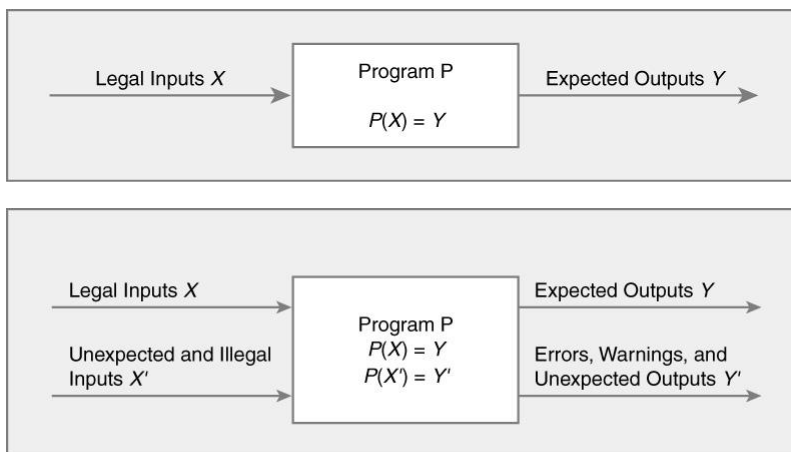 Legal Inputs X
Program P
P(X) = Y
Expected Outputs Y
Legal Inputs X
Unexpected and Illegal
Inputs X'
Program P
P(X) = Y
P(X') = Y'
Expected Outputs Y
Errors, Warnings, and
Unexpected Outputs Y'